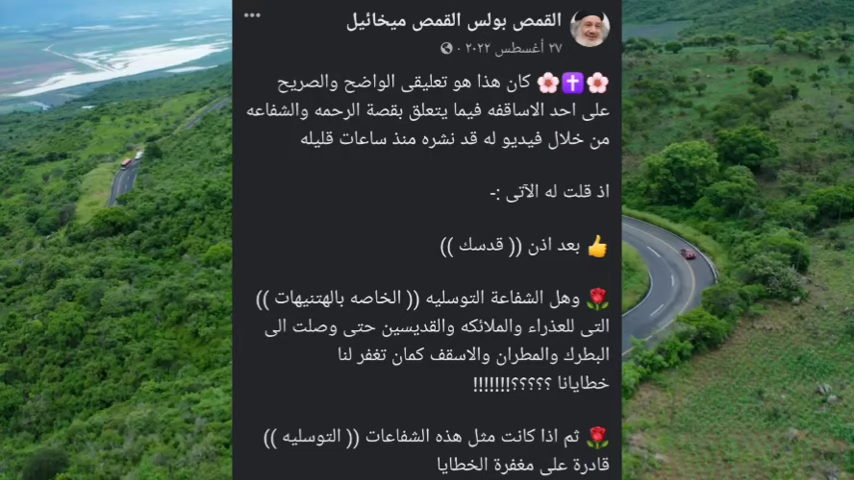 القمص بولس القمص ميخائيل
٢٧ أغسطس ٢٠٢٢ ·
كان هذا هو تعليقى الواضح والصريح
على احد الاساقفه فيما يتعلق بقصة الرحمه والشفاعه
من خلال فيديو له قد نشره منذ ساعات قليله
اذ قلت له الآتى :-
بعد اذن (( قدسك ))
وهل الشفاعة التوسليه (( الخاصه بالهتنيهات ))
التى للعذراء والملائكه والقديسين حتى وصلت الى
البطرك والمطران والاسقف كمان تغفر لنا
خطايانا ؟؟؟؟؟!!!!!!!
ثم اذا كانت مثل هذه الشفاعات (( التوسليه ))
قادرة على مغفرة الخطايا